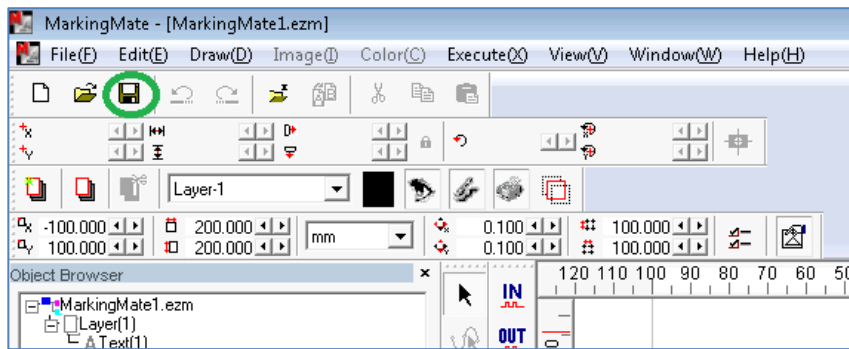 MarkingMate - [MarkingMate1.ezm]
File(F) Edit(E) Draw(D) Image(I) Color(C) Execute(X) View(V) Window(W) Help(H)
x
y
Layer-1
x -100.000 200.000 mm x 0.100 100.000
y 100.000 200.000 y 0.100 100.000
Object Browser
120 110 100 90 80 70 60 50
MarkingMate1.ezm
IN
Layer(1)
Text(1)
OUT
0